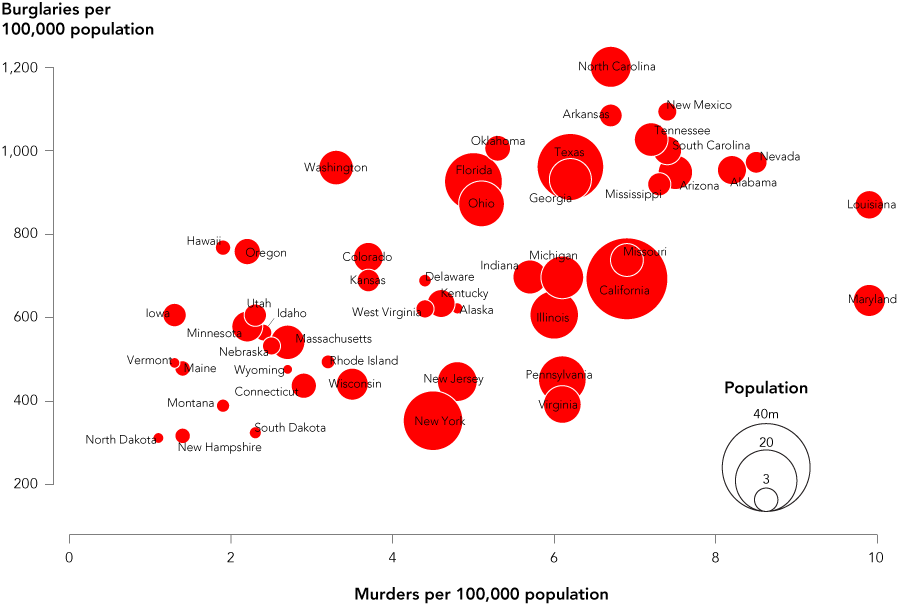 Burglaries per
100,000 population
1,200
North Carolina
New Mexico
Arkansas
Tennessee
Oklahoma
South Carolina
1,000
Texas
Nevada
Washington
Florida
Alabama
Arizona
Mississippi
Georgia
Ohio
Louisiana
800
Hawaii
Oregon
Missouri
Colorado
Michigan
Indiana
Delaware
Kansas
California
Kentucky
Maryland
Utah
Idaho
West Virginia
Alaska
600
Iowa
Illinois
Minnesota
Massachusetts
Nebraska
Vermont
Maine
Wyoming
Rhode Island
New Jersey
Pennsylvania
Connecticut
Wisconsin
Population
400
Montana
Virginia
40m
New York
South Dakota
20
North Dakota
New Hampshire
3
200
0
2
4
6
8
10
Murders per 100,000 population